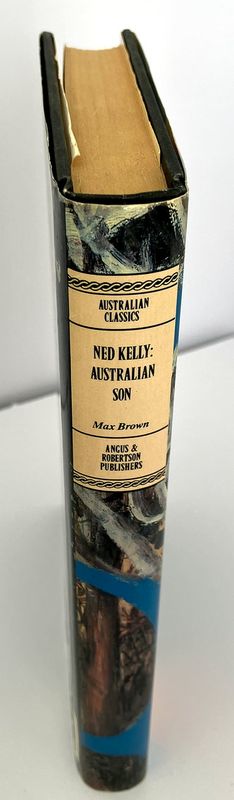 AUSTRALIAN
CLASSICS
NED KELLY:
AUSTRALIAN
SON
Max Brown
ANGUS &
ROBERTSON
PUBLISHERS